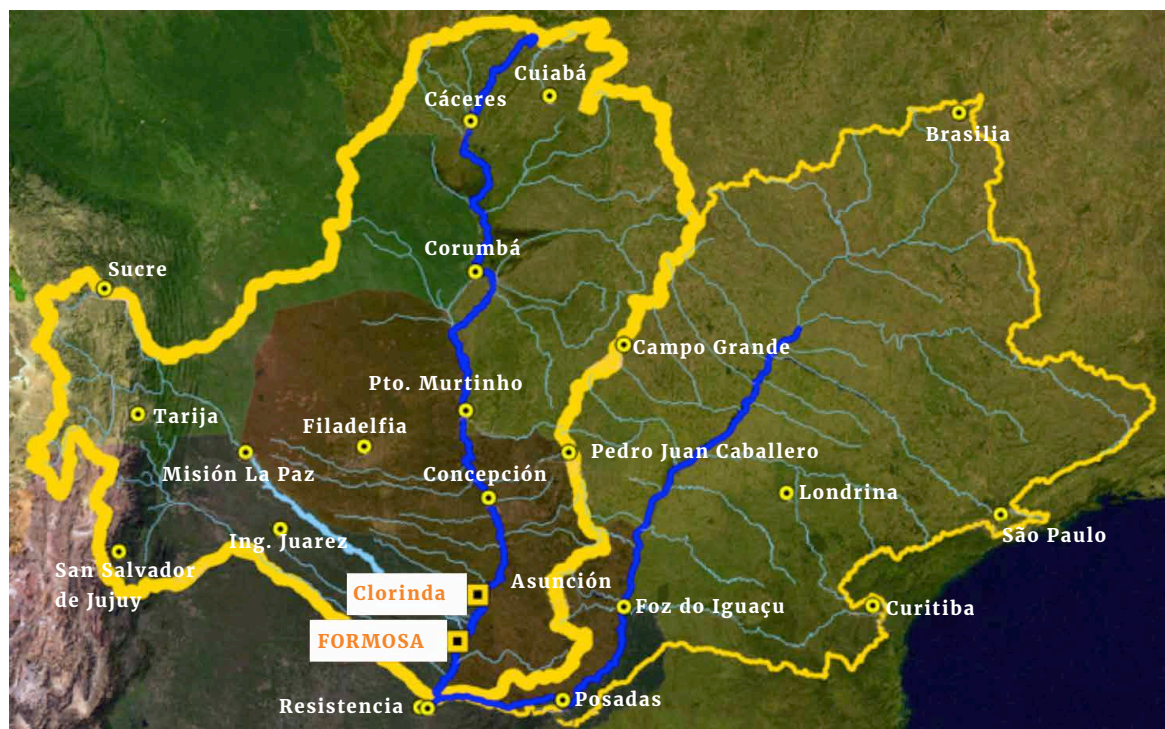 Cuiabá
Cáceres
Brasilia
Corumbá
Sucre
Campo Grande
Pto. Murtinho
Tarija
Filadelfia
Pedro Juan Caballero
Misión La Paz
Concepción
Londrina
Ing. Juarez
São Paulo
San Salvador
de Jujuy
Asunción
Clorinda
Foz do Iguaçu
Curitiba
FORMOSA
Resistencia
Posadas